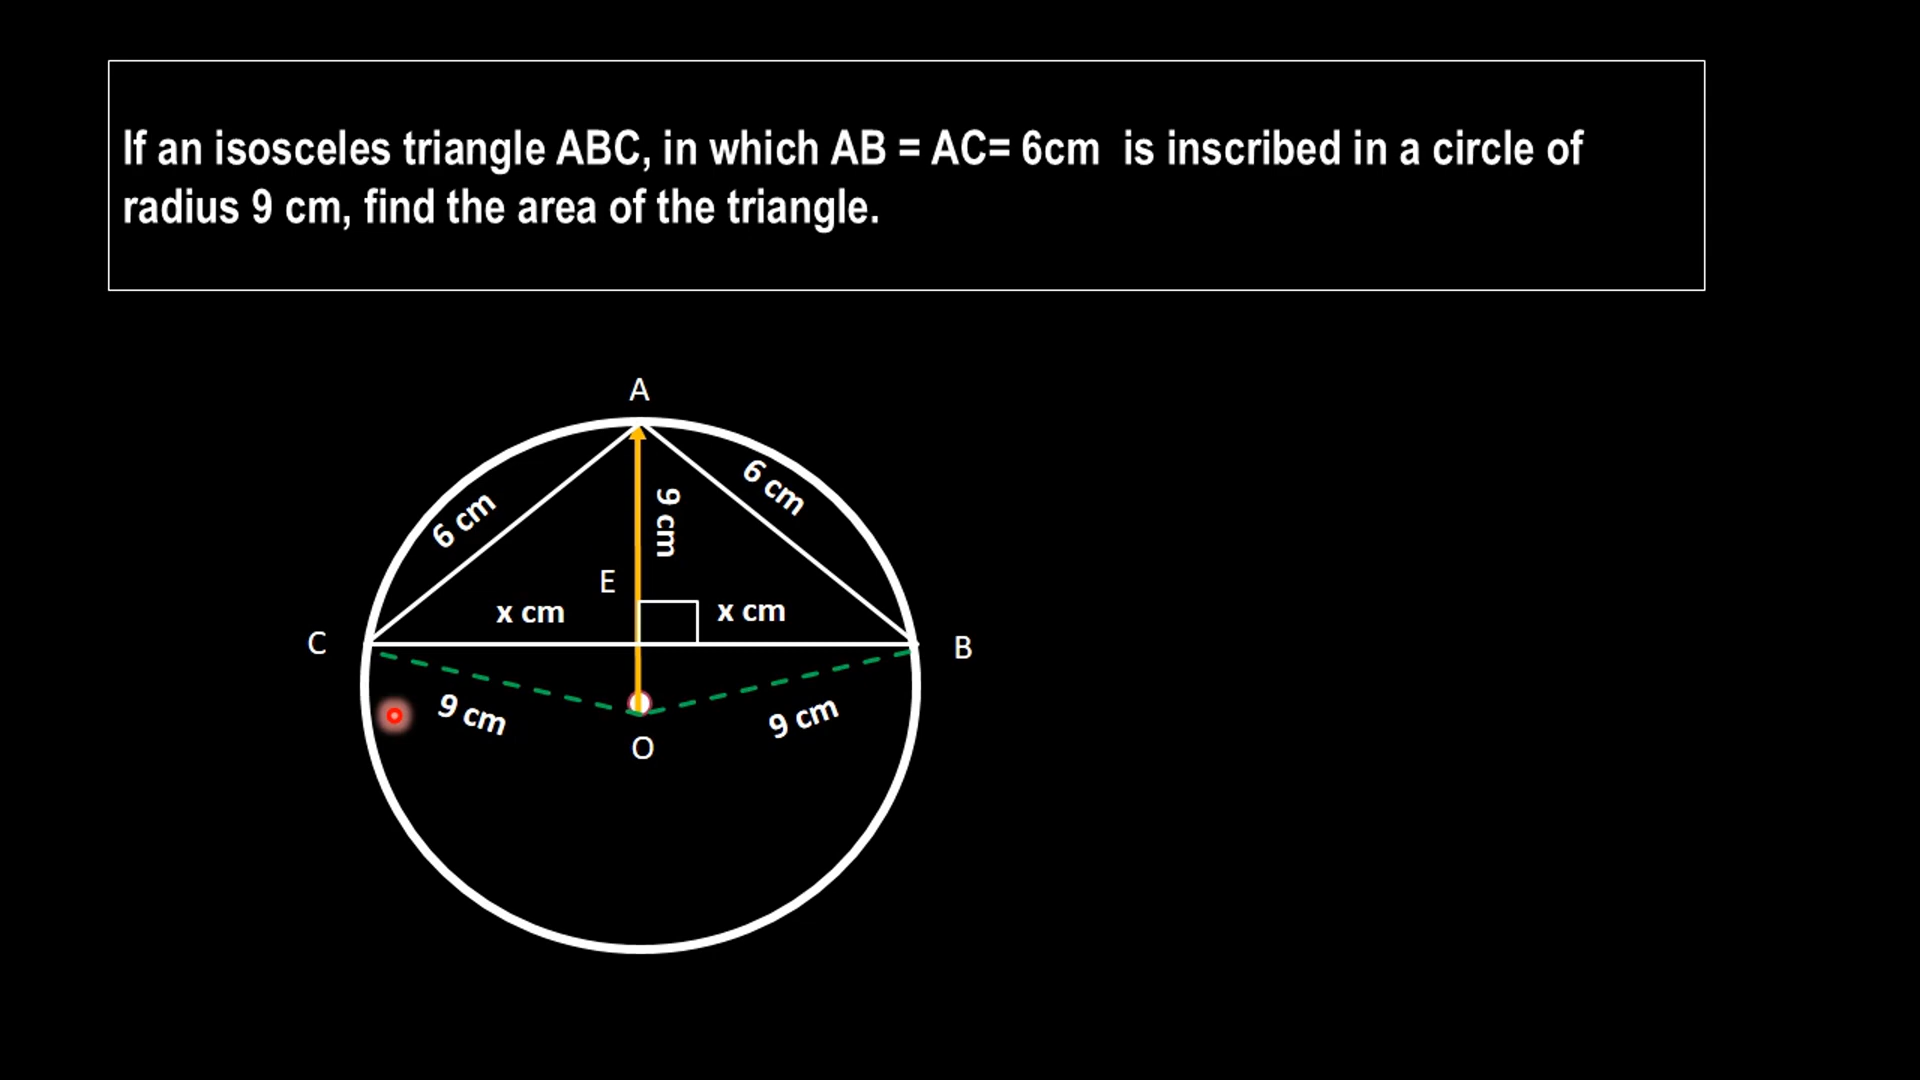 If an isosceles triangle ABC, in which AB = AC= 6cm is inscribed in a circle of
radius 9 cm, find the area of the triangle.
A
6 cm
6 cm
9 cm
E
x cm
x cm
C
B
9 cm
9 cm
O